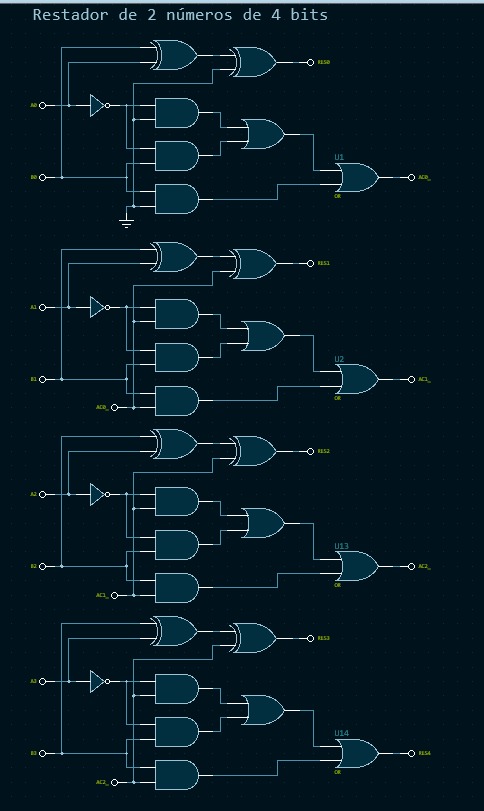 Restador de 2 números de 4 bits
RES0
A0
U1
B0
AC0_
OR
RES1
A1
U2
B1
AC1_
OR
AC0_
RES2
A2
U13
B2
AC2_
OR
AC1_
RES3
A3
U14
B3
RES4
OR
AC2_